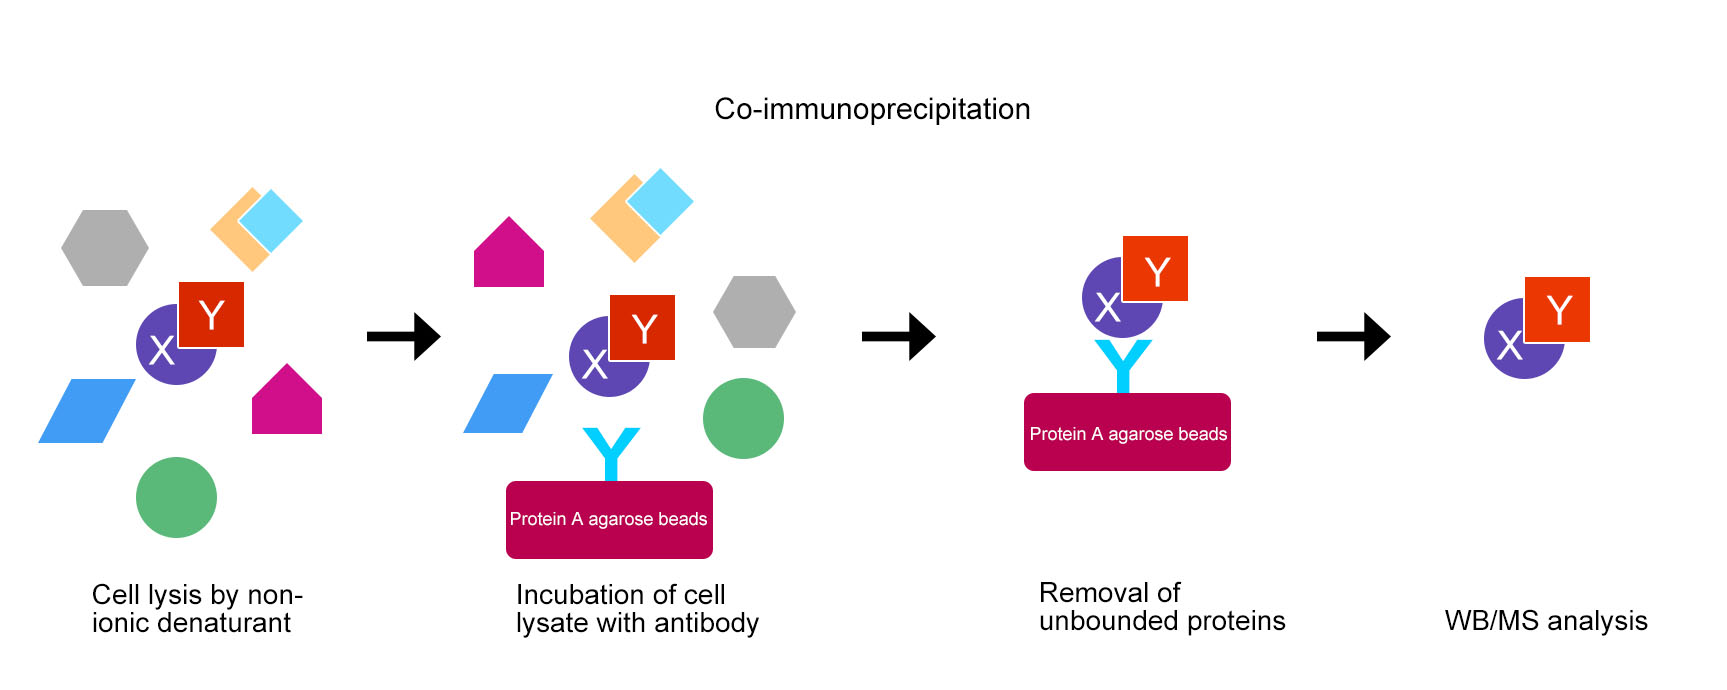 Co-immunoprecipitation
Y
X
Y
X
Protein A agarose beads
Y
X
Protein A agarose beads
Y
X
Cell lysis by non-
ionic denaturant
Incubation of cell
lysate with antibody
Removal of
unbounded proteins
WB/MS analysis